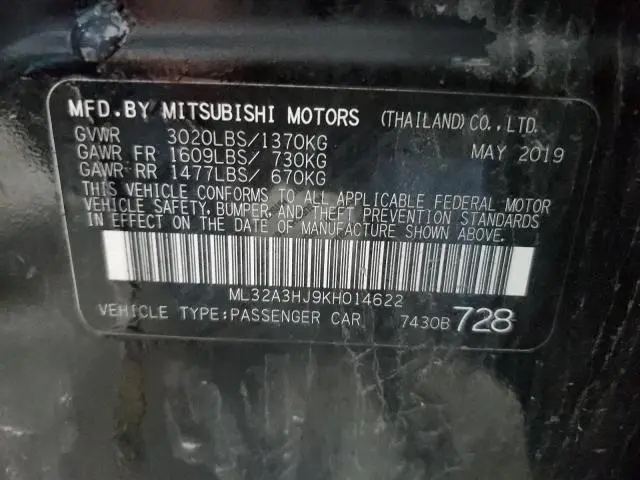 MFD.BY MITSUBISHI MOTORS (THAILAND)CO.,LTD.
GVWR 3020LBS/1370KG MAY 2019
GAWR FR 1609LBS/ 730KG
GAWR RR 1477LBS/ 670KG
THIS VEHICLE CONFORMS TO ALL APPLICABLE FEDERAL MOTOR
VEHICLE SAFETY, BUMPER, AND THEFT PREVENTION STANDARDS
IN EFFECT ON THE DATE OF MANUFACTURE SHOWN ABOVE.
ML32A3HJ9KH014622
VEHICLE TYPE:PASSENGER CAR 7430B 728